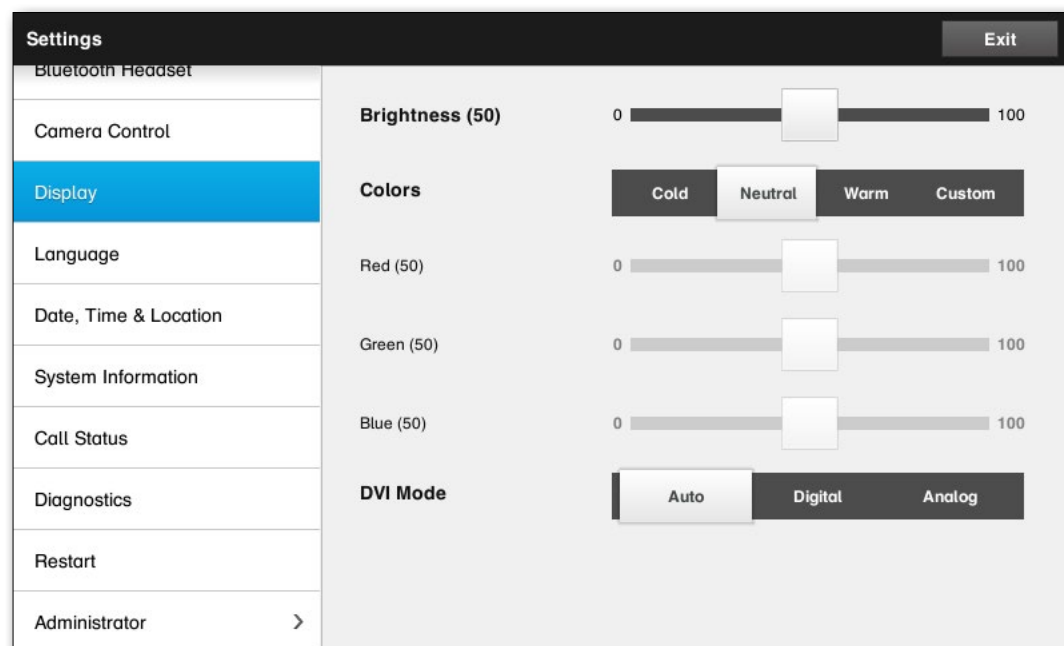 Settings
Exit
Bluetooth Headset
Camera Control
Display
Language
Date, Time & Location
System Information
Call Status
Diagnostics
Restart
Administrator
Brightness (50)
0 100
Colors
Cold Neutral Warm Custom
Red (50)
0 100
Green (50)
0 100
Blue (50)
0 100
DVI Mode
Auto Digital Analog